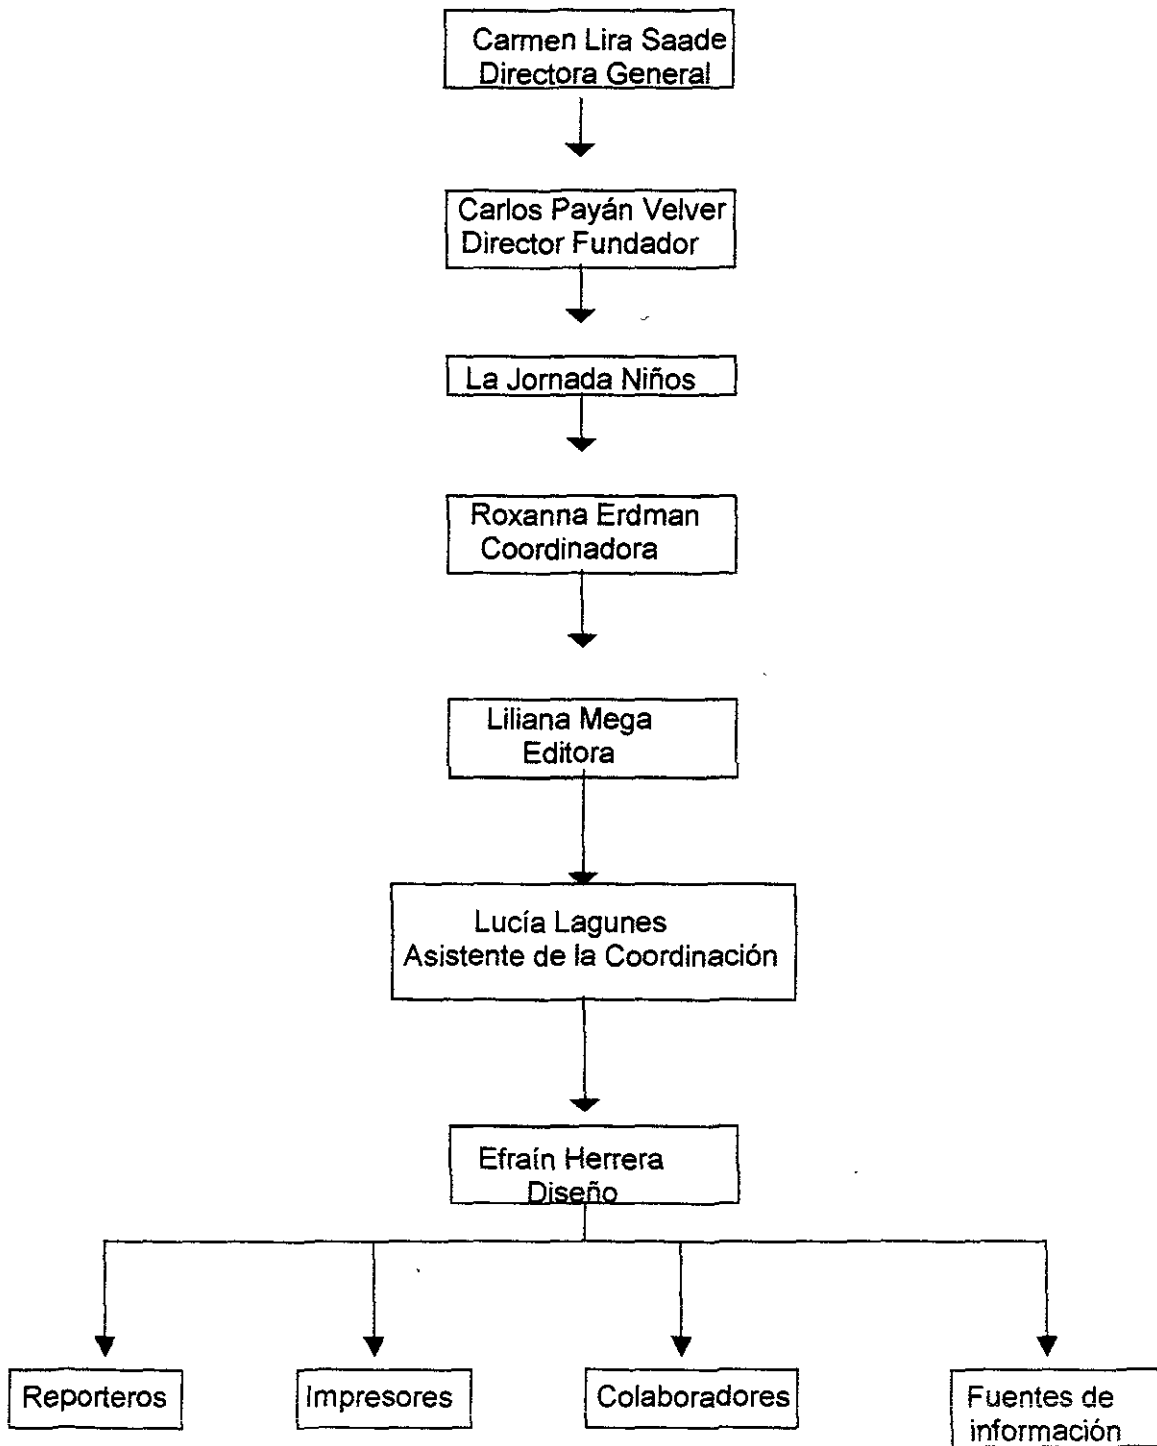 Carmen Lira Saade
Directora General
Carlos Payán Velver
Director Fundador
La Jornada Niños
Roxanna Erdman
Coordinadora
Liliana Mega
Editora
Lucía Lagunes
Asistente de la Coordinación
Efraín Herrera
Diseño
Reporteros
Impresores
Colaboradores
Fuentes de
información